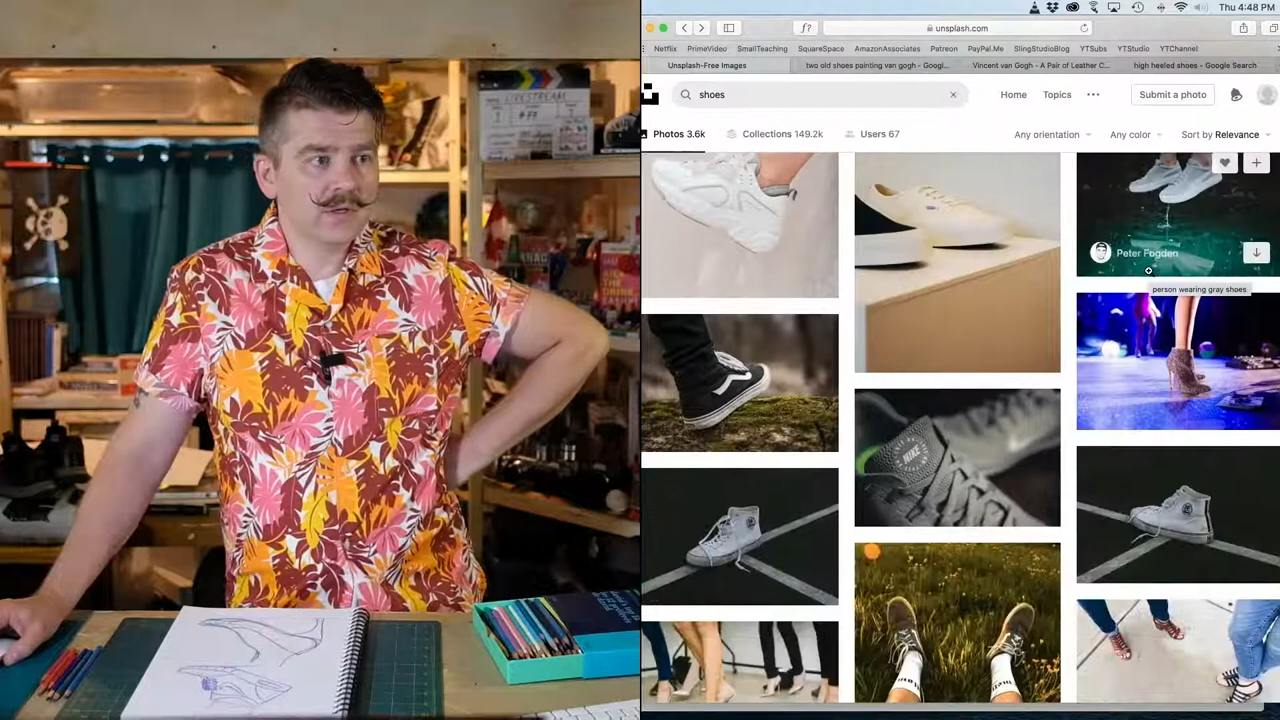 LIVESTREAM
Thu 4:48 PM
unsplash.com
Netflix PrimeVideo SmallTeaching SquareSpace AmazonAssociates Patreon PayPal.Me SlingStudioBlog YTSubs YTStudio YTChannel
Unsplash-Free Images
two old shoes painting van gogh - Googl...
Vincent van Gogh - A Pair of Leather C...
high heeled shoes - Google Search
shoes
Home Topics ••• Submit a photo
Photos 3.6k Collections 149.2k Users 67
Any orientation Any color Sort by Relevance
Peter Fogden
person wearing gray shoes
NIKE